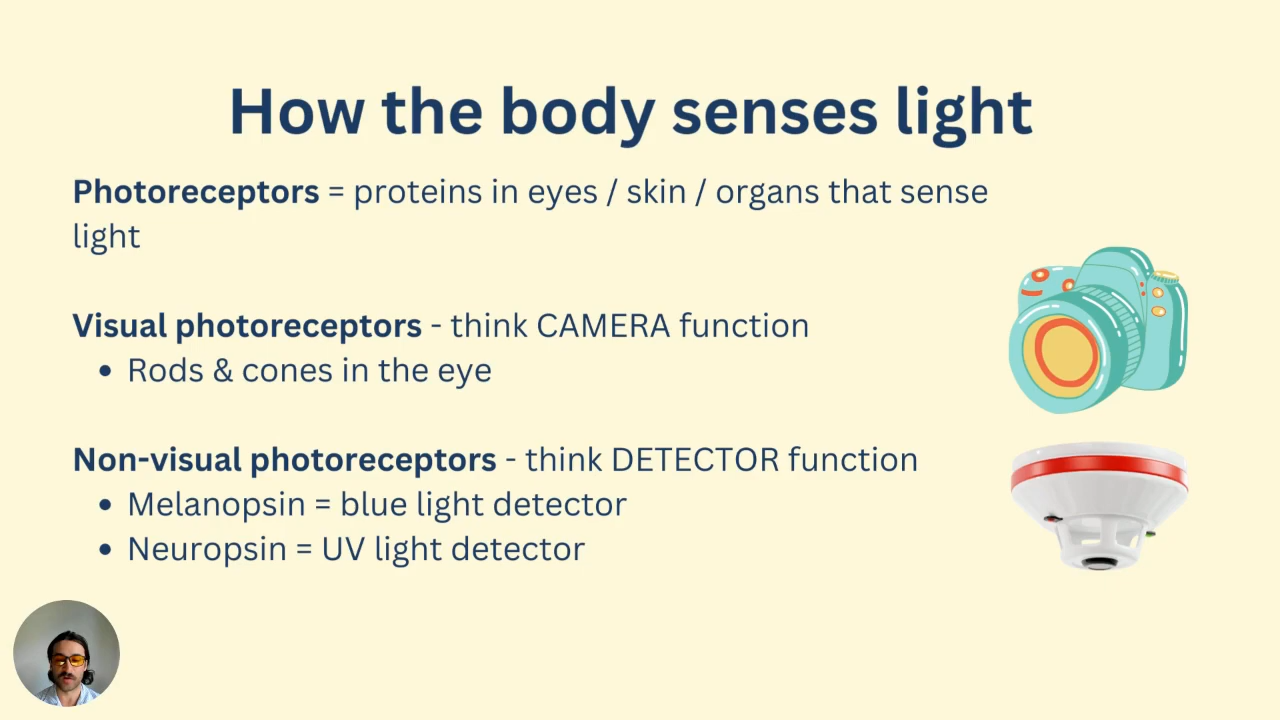 How the body senses light
Photoreceptors = proteins in eyes / skin / organs that sense
light
Visual photoreceptors - think CAMERA function
• Rods & cones in the eye
Non-visual photoreceptors - think DETECTOR function
• Melanopsin = blue light detector
• Neuropsin = UV light detector